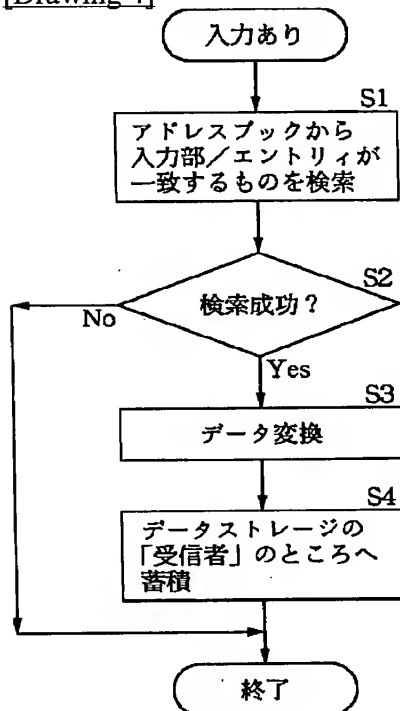 [Drawing 4]
入力あり
S1
アドレスブックから
入力部/エントリィが
一致するものを検索
S2
検索成功?
No
Yes
S3
データ変換
S4
データストレージの
「受信者」のところへ
蓄積
終了